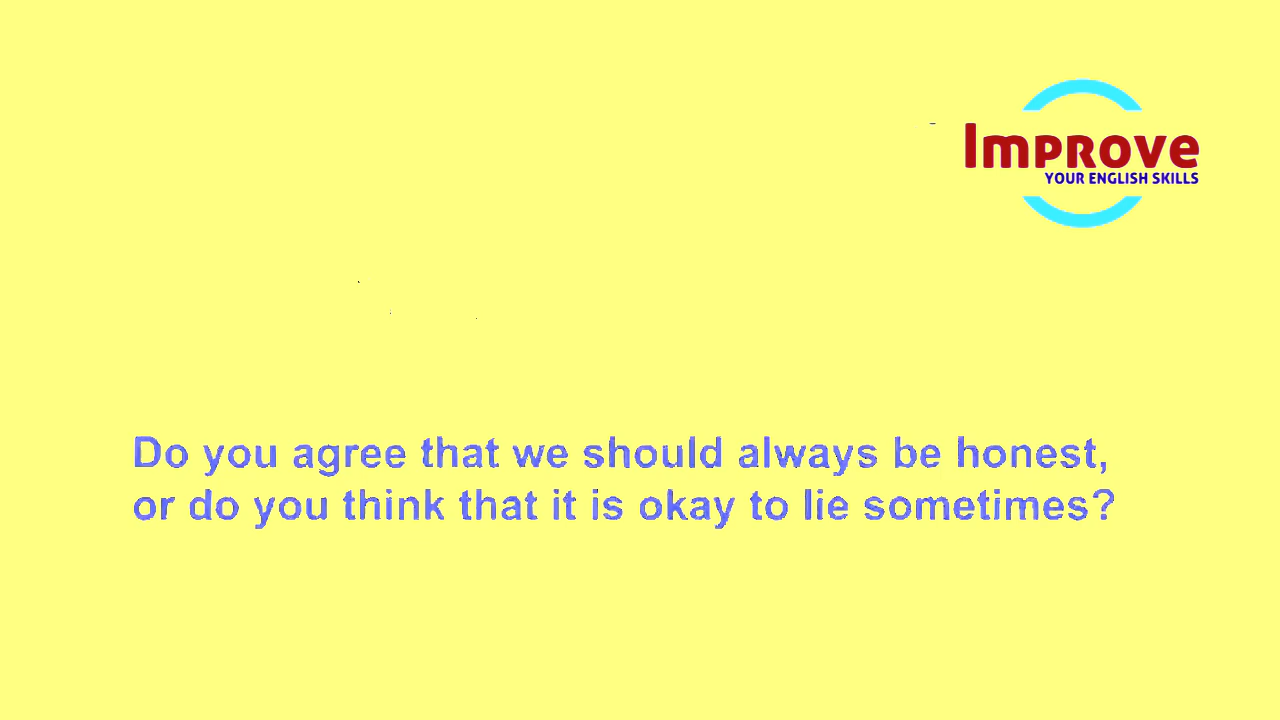 Improve
YOUR ENGLISH SKILLS
Do you agree that we should always be honest,
or do you think that it is okay to lie sometimes?